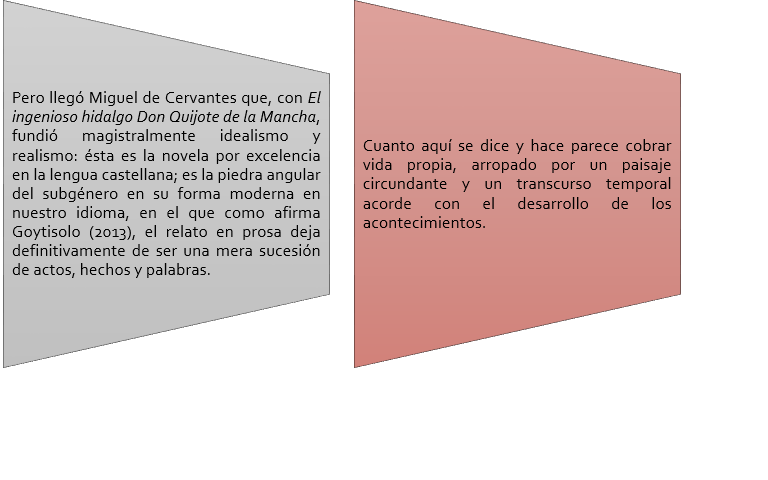 Pero llegó Miguel de Cervantes que, con El
ingenioso hidalgo Don Quijote de la Mancha,
fundió magistralmente idealismo y
realismo: ésta es la novela por excelencia
en la lengua castellana; es la piedra angular
del subgénero en su forma moderna en
nuestro idioma, en el que como afirma
Goytisolo (2013), el relato en prosa deja
definitivamente de ser una mera sucesión
de actos, hechos y palabras.
Cuanto aquí se dice y hace parece cobrar
vida propia, arropado por un paisaje
circundante y un transcurso temporal
acorde con el desarrollo de los
acontecimientos.